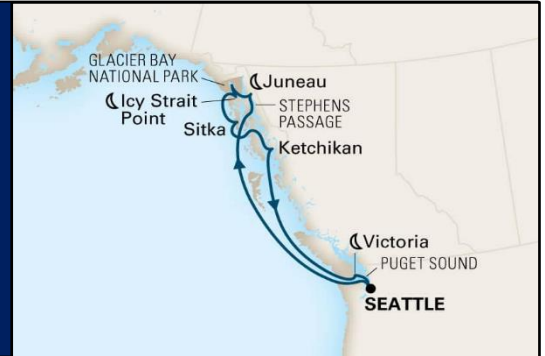 GLACIER BAY
NATIONAL PARK
Juneau
Icy Strait
Point
STEPHENS
PASSAGE
Sitka
Ketchikan
Victoria
PUGET SOUND
SEATTLE